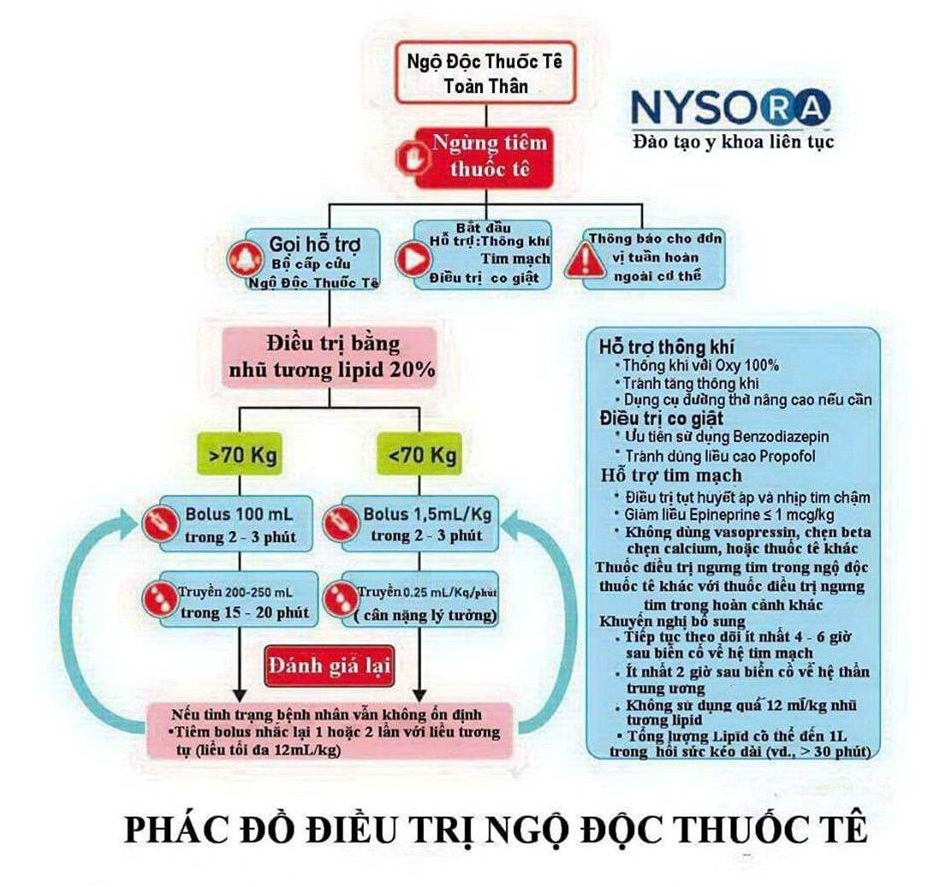 Ngộ Độc Thuốc Tê
Toàn Thân
NYSORA
Đào tạo y khoa liên tục
Ngừng tiêm
thuốc tê
Gọi hỗ trợ
Bộ cấp cứu
Ngộ Độc Thuốc Tê
Bắt đầu
Hỗ trợ:Thông khí
Tim mạch
Điều trị co giật
Thông báo cho đơn
vị tuần hoàn
ngoài cơ thể
Điều trị bằng
nhũ tương lipid 20%
>70 Kg
<70 Kg
Bolus 100 mL
trong 2 - 3 phút
Bolus 1,5mL/Kg
trong 2 - 3 phút
Truyền 200-250 mL
trong 15 - 20 phút
Truyền 0.25 mL/Kg/phút
( cân nặng lý tưởng)
Đánh giá lại
Nếu tình trạng bệnh nhân vẫn không ổn định
•Tiêm bolus nhắc lại 1 hoặc 2 lần với liều tương
tự (liều tối đa 12mL/kg)
Hỗ trợ thông khí
• Thông khí với Oxy 100%
• Tránh tăng thông khí
• Dụng cụ đường thở nâng cao nếu cần
Điều trị co giật
• Ưu tiên sử dụng Benzodiazepin
• Tránh dùng liều cao Propofol
Hỗ trợ tim mạch
• Điều trị tụt huyết áp và nhịp tim chậm
• Giảm liều Epineprine ≤ 1 mcg/kg
• Không dùng vasopressin, chẹn beta
chẹn calcium, hoặc thuốc tê khác
Thuốc điều trị ngưng tim trong ngộ độc
thuốc tê khác với thuốc điều trị ngưng
tim trong hoàn cảnh khác
Khuyến nghị bổ sung
. Tiếp tục theo dõi ít nhất 4 - 6 giờ
sau biến cố về hệ tim mạch
. Ít nhất 2 giờ sau biến cố về hệ thần
trung ương
. Không sử dụng quá 12 ml/kg nhũ
tương lipid
• Tổng lượng Lipid cò thể đến 1L
trong hồi sức kéo dài (vd., > 30 phút)
PHÁC ĐỒ ĐIỀU TRỊ NGỘ ĐỘC THUỐC TÊ